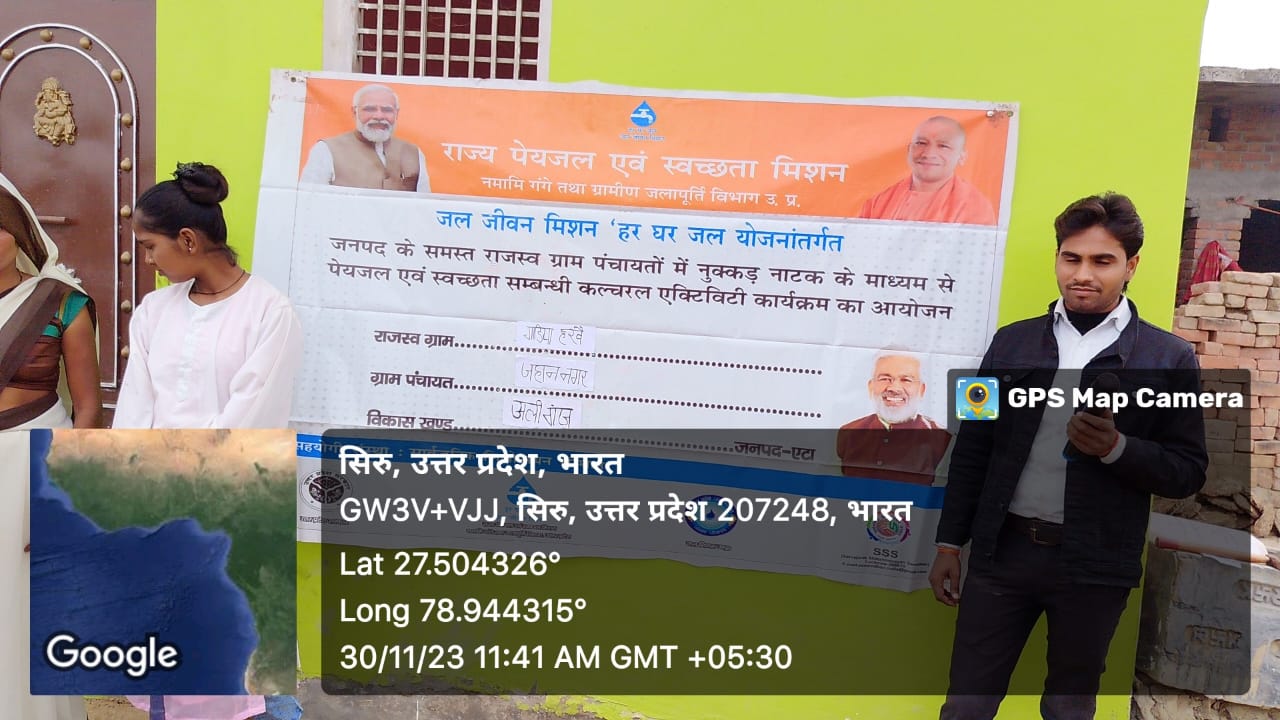 राज्य पेयजल एवं स्वच्छता मिशन
नमामि गंगे तथा ग्रामीण जलापूर्ति विभाग उ. प्र.
जल जीवन मिशन 'हर घर जल योजनांतर्गत
जनपद के समस्त राजस्व ग्राम पंचायतों में नुक्कड़ नाटक के माध्यम से
पेयजल एवं स्वच्छता सम्बन्धी कल्चरल एक्टिविटी कार्यक्रम का आयोजन
राजस्व ग्राम
ग्राम पंचायत जहाननगर
विकास खण्ड अलीगंज
जनपद-एटा
GPS Map Camera
सिरु, उत्तर प्रदेश, भारत
GW3V+VJJ, सिरु, उत्तर प्रदेश 207248, भारत
Lat 27.504326°
Long 78.944315°
30/11/23 11:41 AM GMT +05:30
Google
SSS